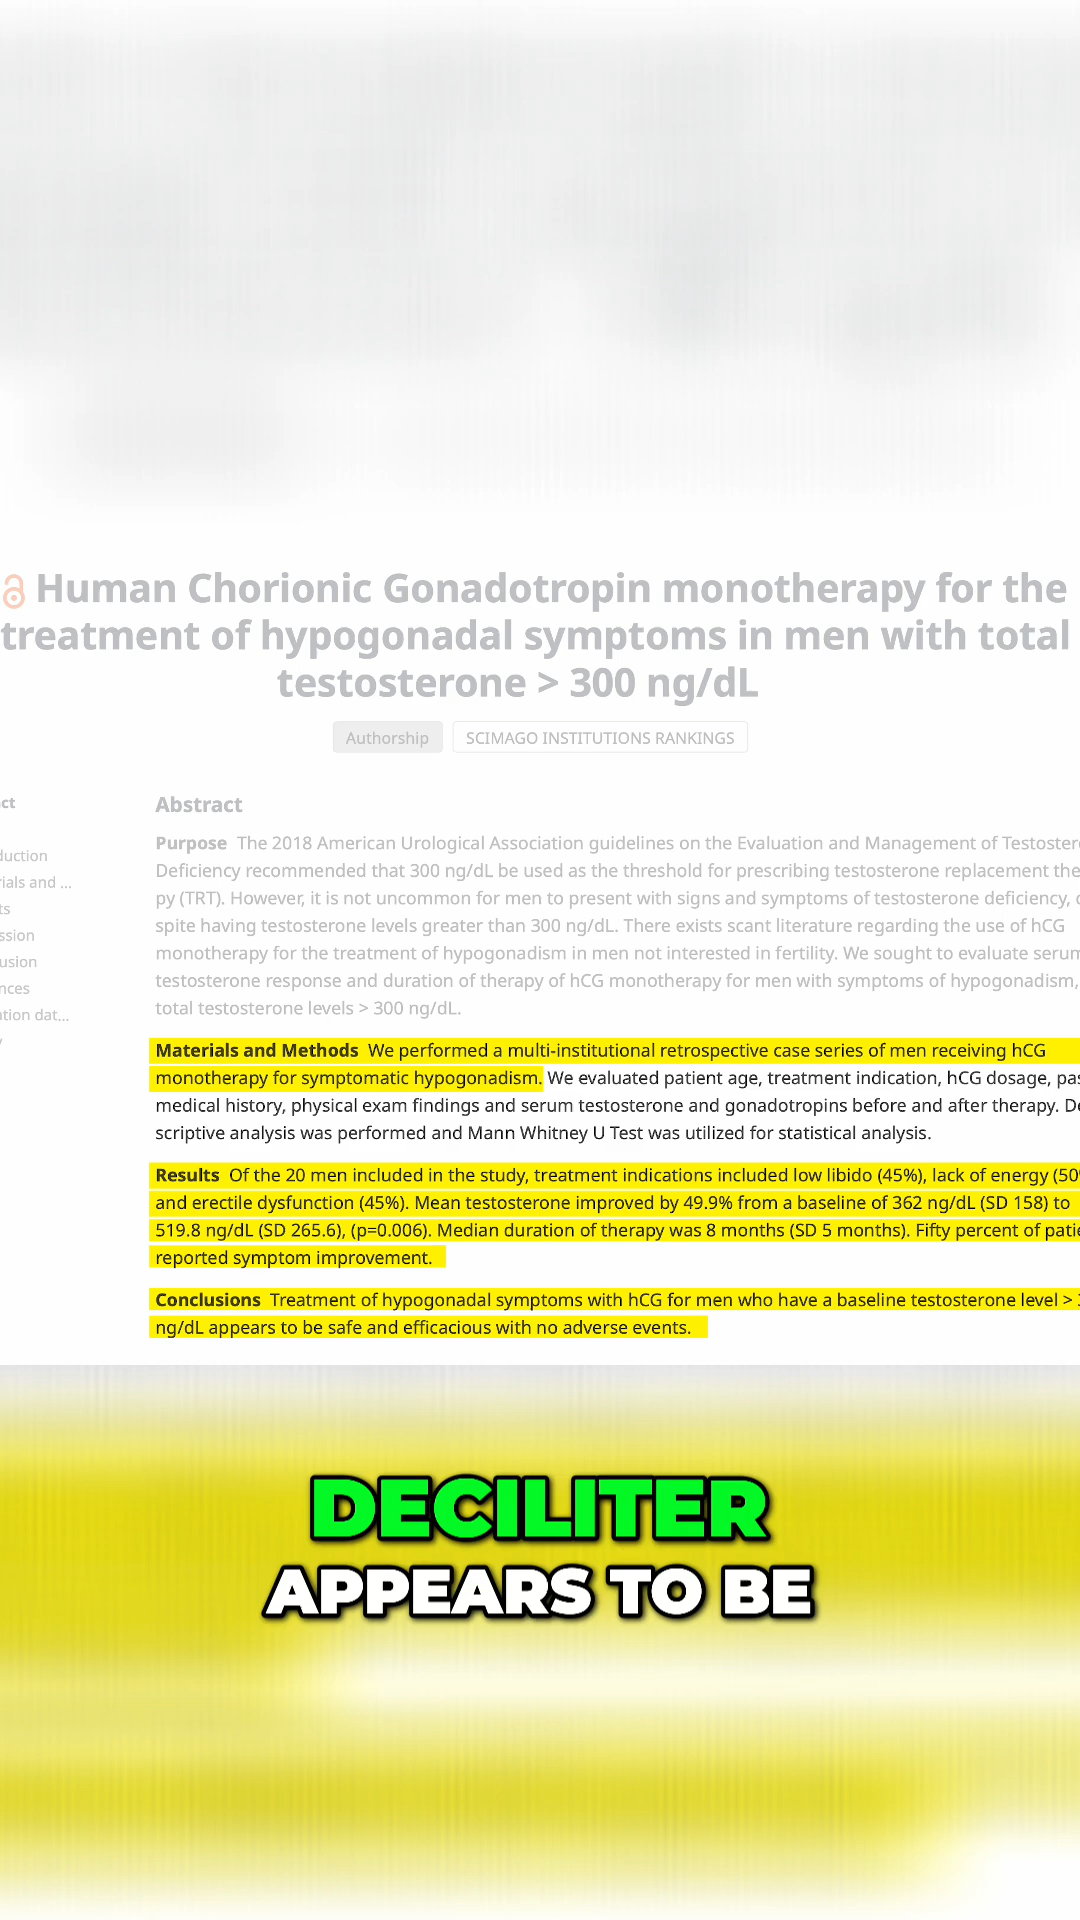 Human Chorionic Gonadotropin monotherapy for the
treatment of hypogonadal symptoms in men with total
testosterone > 300 ng/dL
Authorship SCIMAGO INSTITUTIONS RANKINGS
Abstract
Purpose The 2018 American Urological Association guidelines on the Evaluation and Management of Testoster
Deficiency recommended that 300 ng/dL be used as the threshold for prescribing testosterone replacement the
py (TRT). However, it is not uncommon for men to present with signs and symptoms of testosterone deficiency,
spite having testosterone levels greater than 300 ng/dL. There exists scant literature regarding the use of hCG
monotherapy for the treatment of hypogonadism in men not interested in fertility. We sought to evaluate serum
testosterone response and duration of therapy of hCG monotherapy for men with symptoms of hypogonadism,
total testosterone levels > 300 ng/dL.
Materials and Methods We performed a multi-institutional retrospective case series of men receiving hCG
monotherapy for symptomatic hypogonadism. We evaluated patient age, treatment indication, hCG dosage, pas
medical history, physical exam findings and serum testosterone and gonadotropins before and after therapy. De
scriptive analysis was performed and Mann Whitney U Test was utilized for statistical analysis.
Results Of the 20 men included in the study, treatment indications included low libido (45%), lack of energy (50
and erectile dysfunction (45%). Mean testosterone improved by 49.9% from a baseline of 362 ng/dL (SD 158) to
519.8 ng/dL (SD 265.6), (p=0.006). Median duration of therapy was 8 months (SD 5 months). Fifty percent of patie
reported symptom improvement.
Conclusions Treatment of hypogonadal symptoms with hCG for men who have a baseline testosterone level >
ng/dL appears to be safe and efficacious with no adverse events.
ct
duction
rials and ...
ts
ssion
usion
nces
ation dat...
DECILITER
APPEARS TO BE